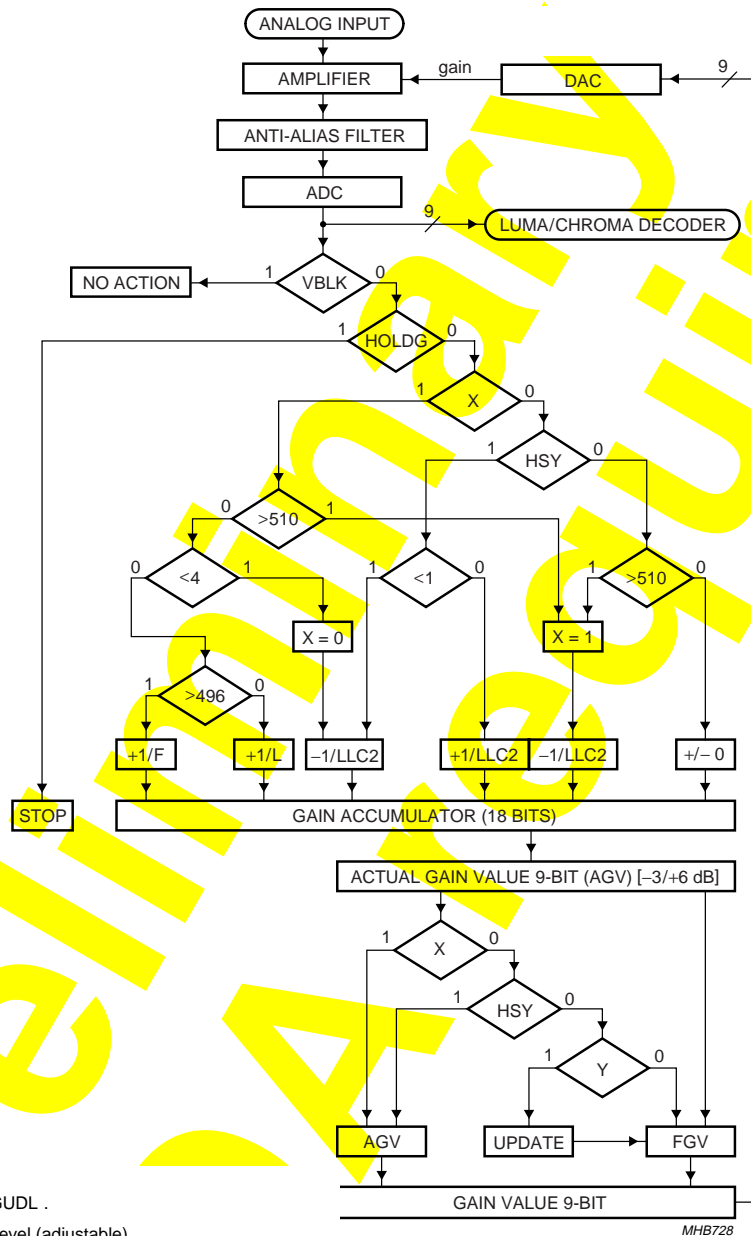 ANALOG INPUT
AMPLIFIER
gain
DAC
9
ANTI-ALIAS FILTER
ADC
9
LUMA/CHROMA DECODER
NO ACTION
1
VBLK
0
1
HOLDG
0
1
X
0
1
HSY
0
0
>510
1
0
<4
1
1
<1
0
1
>510
0
X = 0
X = 1
1
>496
0
+1/F
+1/L
−1/LLC2
+1/LLC2
−1/LLC2
+/− 0
STOP
GAIN ACCUMULATOR (18 BITS)
ACTUAL GAIN VALUE 9-BIT (AGV) [−3/+6 dB]
1
X
0
1
HSY
0
1
Y
0
AGV
UPDATE
FGV
GAIN VALUE 9-BIT
GUDL .
evel (adjustable)
MHB728